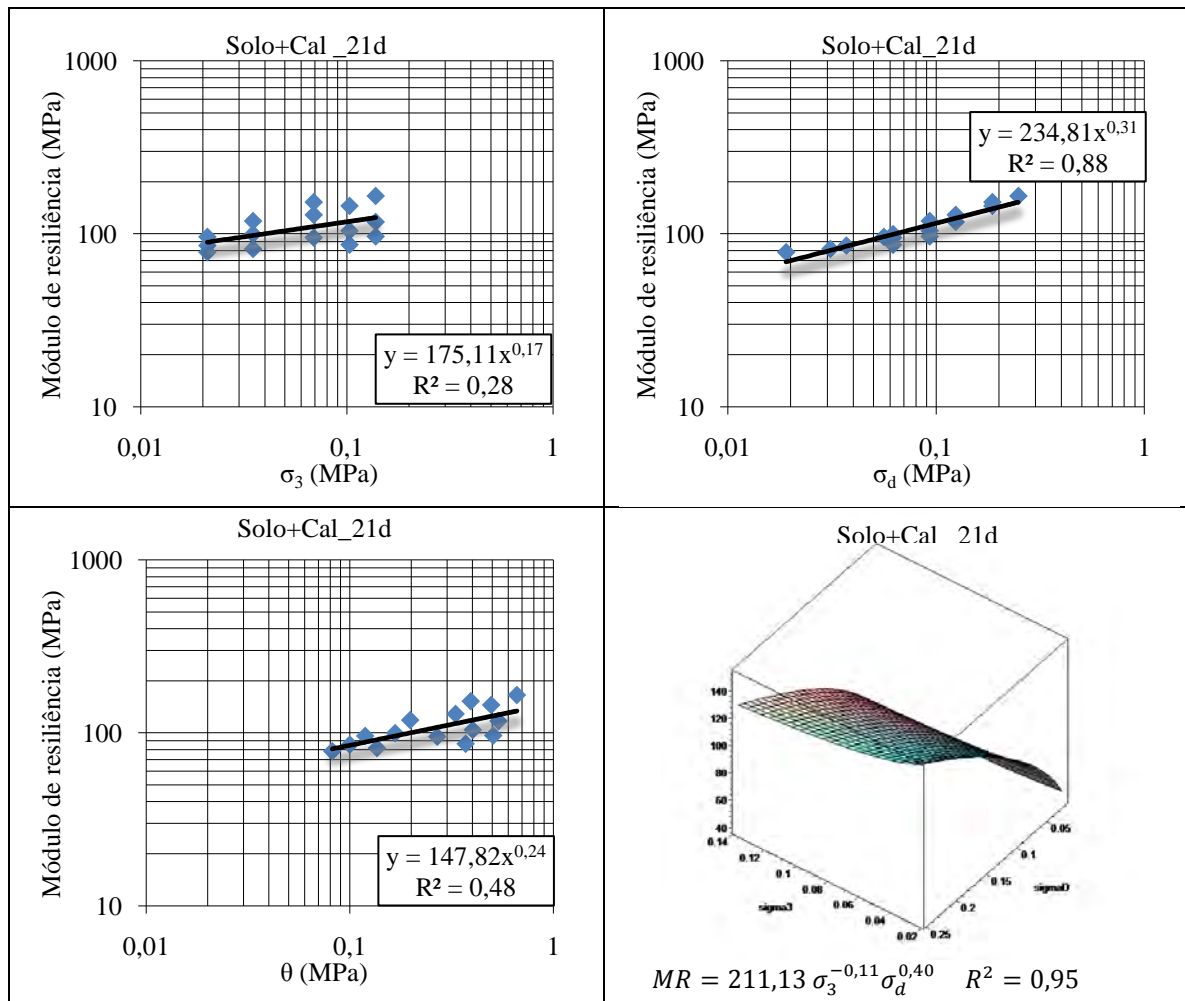 Solo+Cal _21d
Módulo de resiliência (MPa)
1000
100
10
0,01 0,1 1
σ₃ (MPa)
y = 175,11x^0,17
R² = 0,28
Solo+Cal_21d
Módulo de resiliência (MPa)
1000
100
10
0,01 0,1 1
σd (MPa)
y = 234,81x^0,31
R² = 0,88
Solo+Cal_21d
Módulo de resiliência (MPa)
1000
100
10
0,01 0,1 1
θ (MPa)
y = 147,82x^0,24
R² = 0,48
Solo+Cal 21d
140
120
100
80
60
40
0.14 0.12 0.1 0.08 0.06 0.04 0.02
sigma3
0.25 0.2 0.15 0.1 0.05
sigmaD
MR = 211,13 σ₃^−0,11 σd^0,40 R² = 0,95